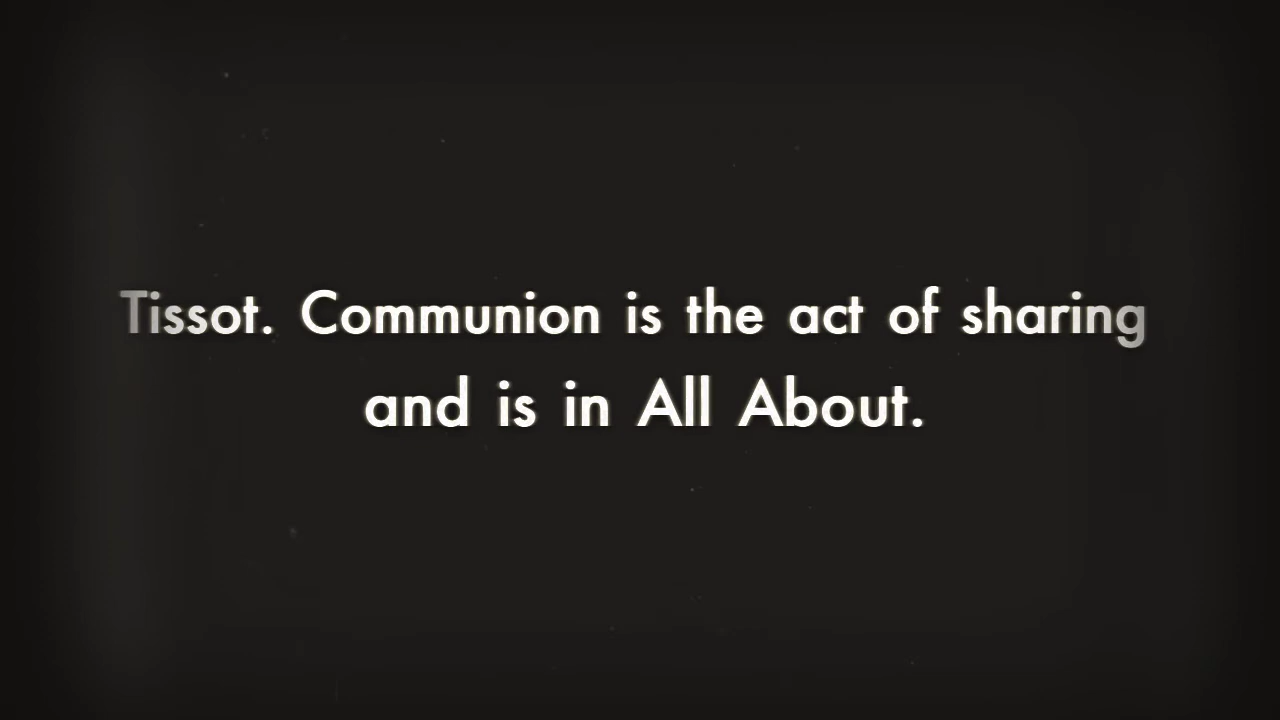 Tissot. Communion is the act of sharing
and is in All About.